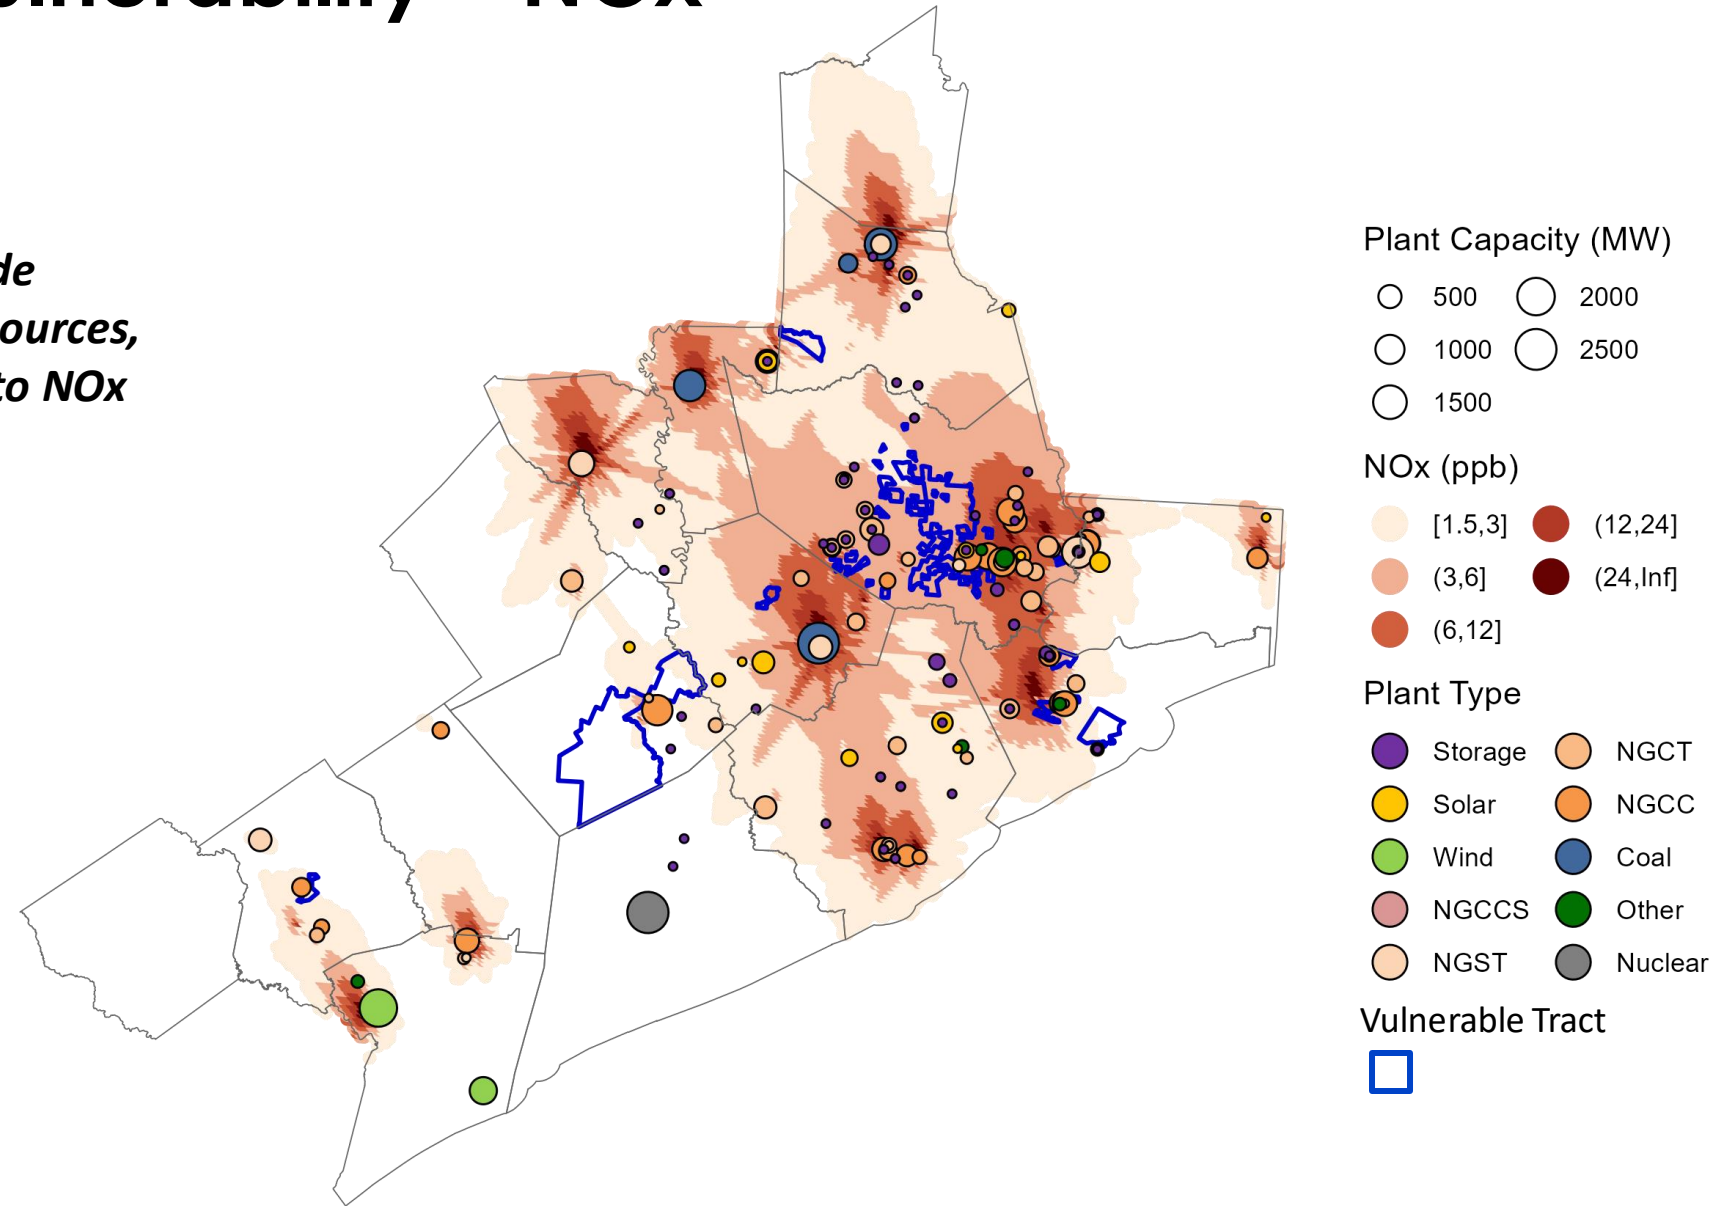 NOx
de
ources,
to NOx
Plant Capacity (MW)
500 2000
1000 2500
1500
NOx (ppb)
[1.5,3] (12,24]
(3,6] (24,Inf]
(6,12]
Plant Type
Storage NGCT
Solar NGCC
Wind Coal
NGCCS Other
NGST Nuclear
Vulnerable Tract